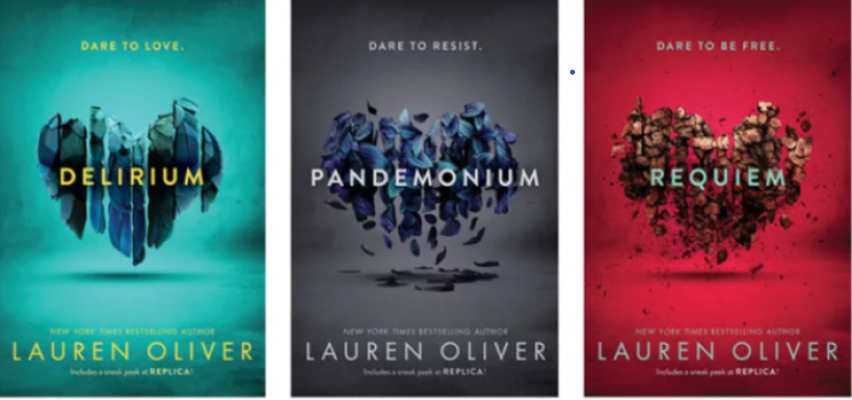 DARE TO LOVE.
DELIRIUM
NEW YORK TIMES BESTSELLING AUTHOR
LAUREN OLIVER
Includes a sneak peek at REPLICA!
DARE TO RESIST.
PANDEMONIUM
NEW YORK TIMES BESTSELLING AUTHOR
LAUREN OLIVER
Includes a sneak peek at REPLICA!
DARE TO BE FREE.
REQUIEM
NEW YORK TIMES BESTSELLING AUTHOR
LAUREN OLIVER
Includes a sneak peek at REPLICA!